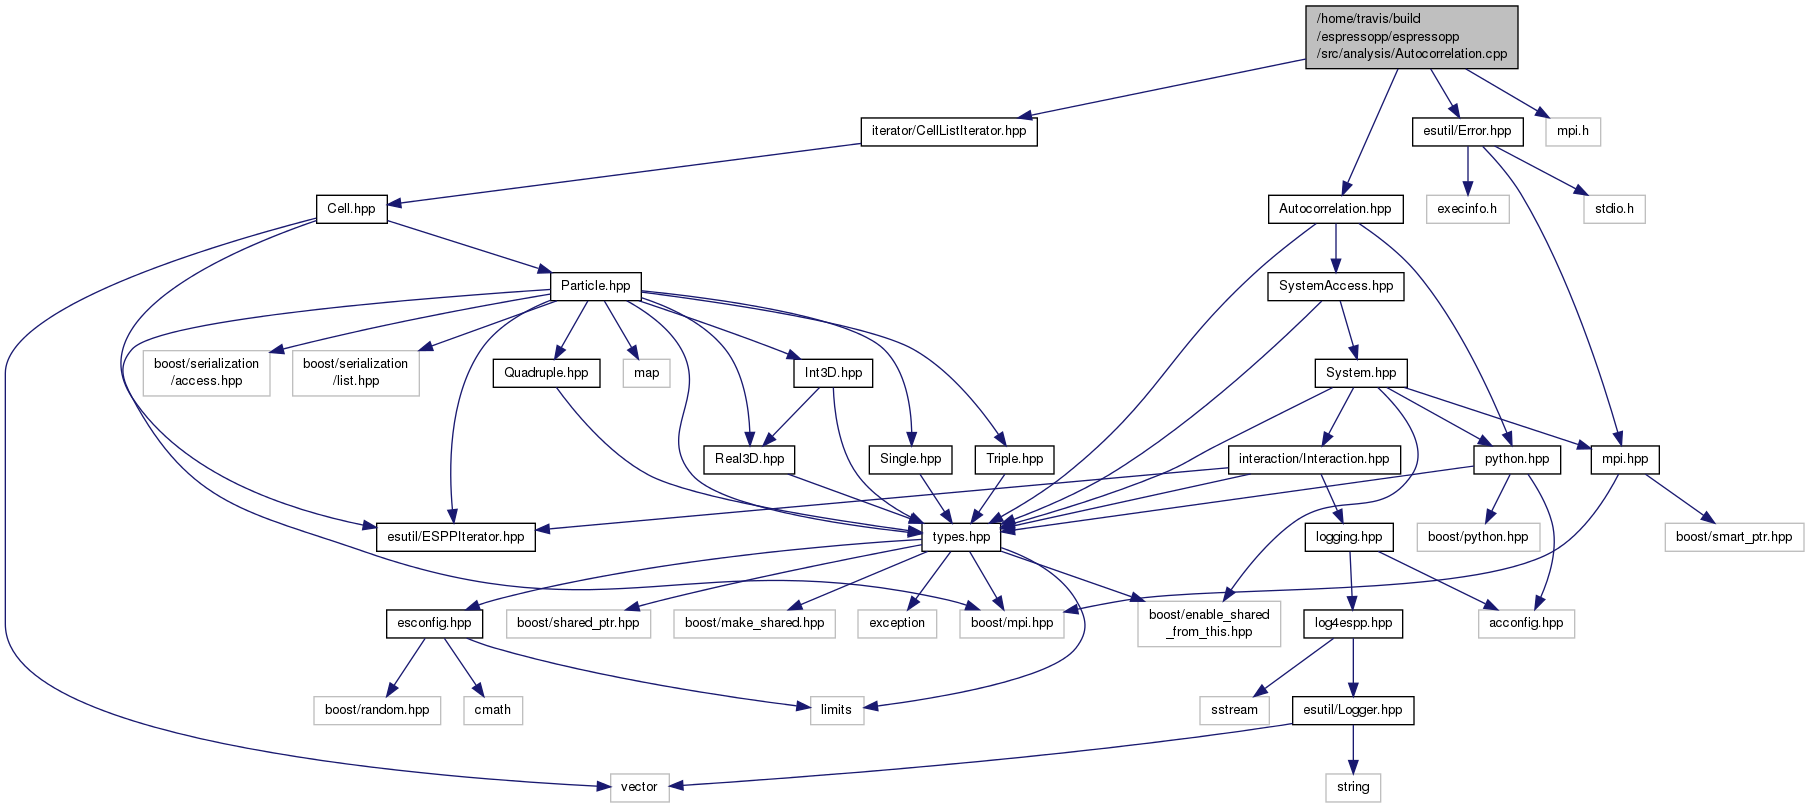 /home/travis/build
/espressopp/espressopp
/src/analysis/Autocorrelation.cpp
iterator/CellListIterator.hpp
esutil/Error.hpp
mpi.h
Cell.hpp
Autocorrelation.hpp
execinfo.h
stdio.h
Particle.hpp
SystemAccess.hpp
boost/serialization
/access.hpp
boost/serialization
/list.hpp
Quadruple.hpp
map
Int3D.hpp
System.hpp
Real3D.hpp
Single.hpp
Triple.hpp
interaction/Interaction.hpp
python.hpp
mpi.hpp
esutil/ESPPIterator.hpp
types.hpp
logging.hpp
boost/python.hpp
boost/smart_ptr.hpp
esconfig.hpp
boost/shared_ptr.hpp
boost/make_shared.hpp
exception
boost/mpi.hpp
boost/enable_shared
_from_this.hpp
log4espp.hpp
acconfig.hpp
boost/random.hpp
cmath
limits
sstream
esutil/Logger.hpp
vector
string